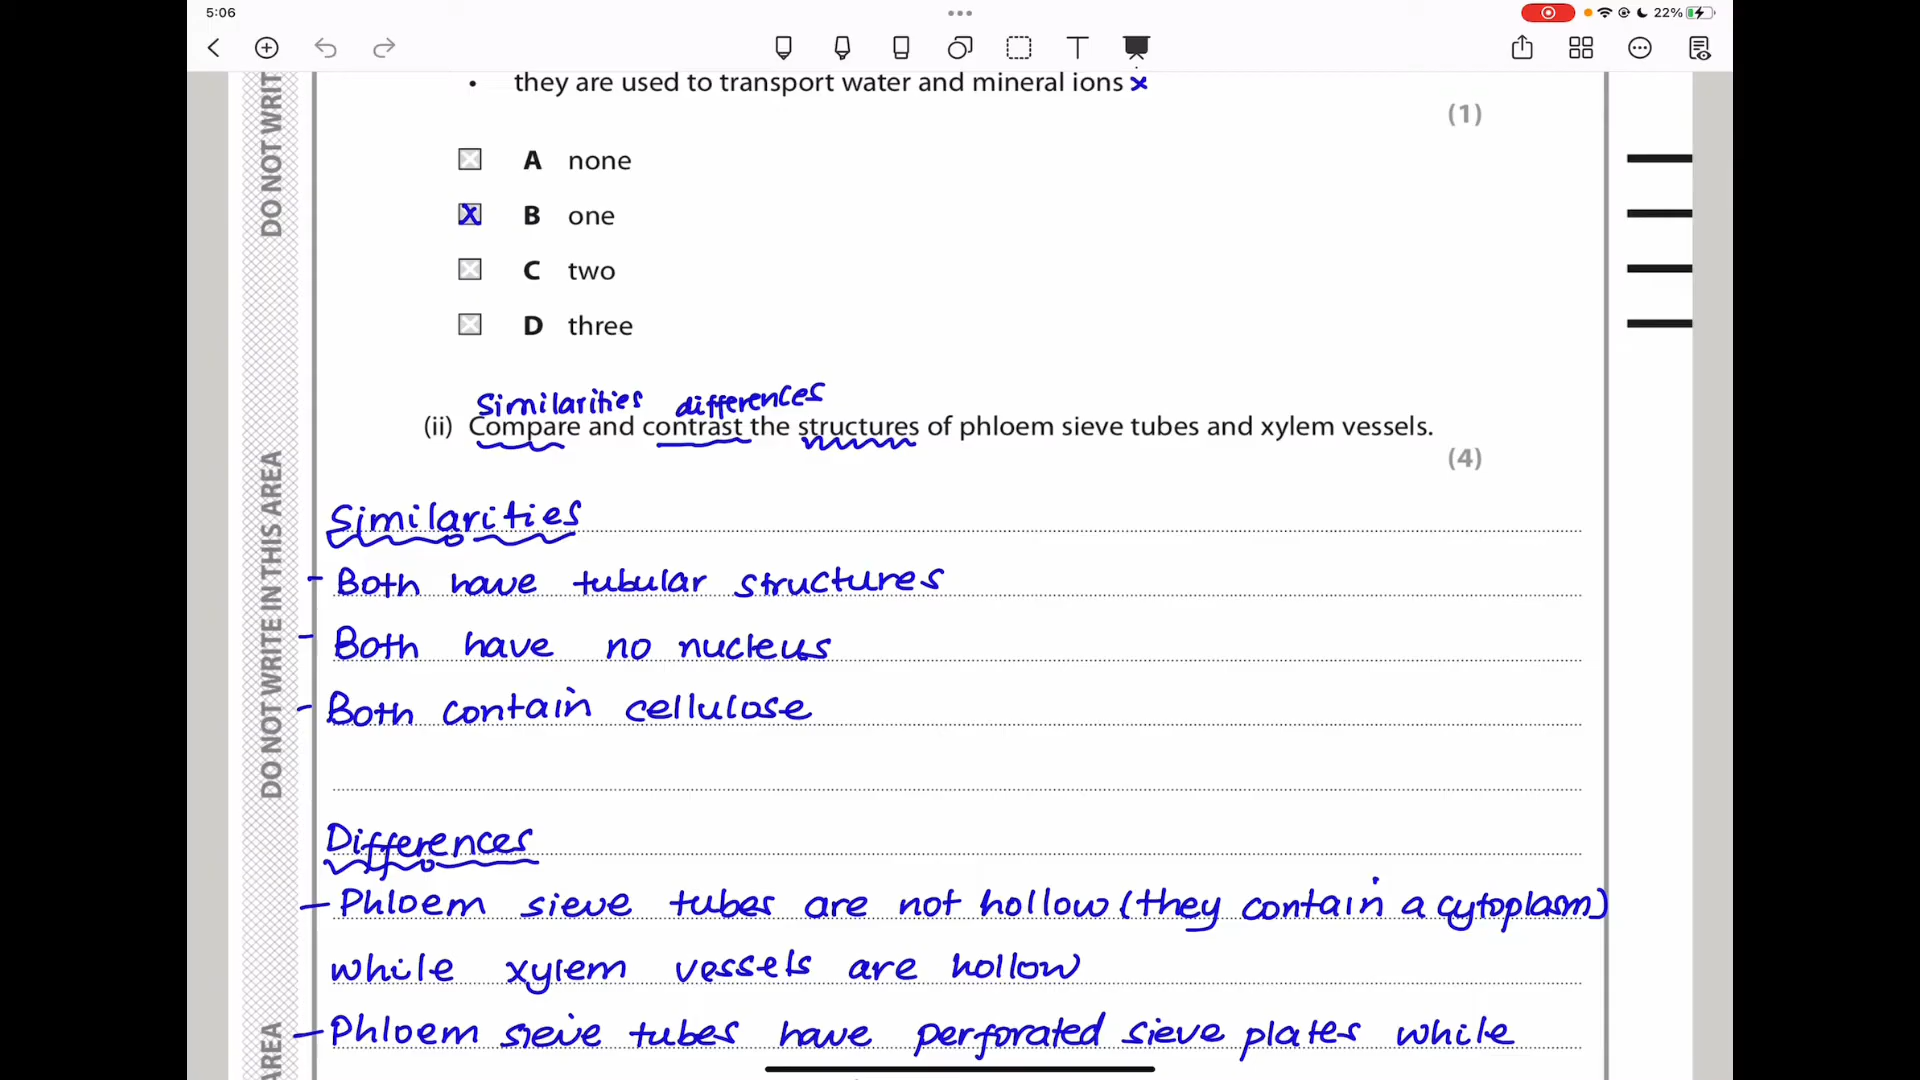 5:06
22%
they are used to transport water and mineral ions x
(1)
A none
X B one
C two
D three
Similarities differences
(ii) Compare and contrast the structures of phloem sieve tubes and xylem vessels.
(4)
Similarities
- Both have tubular structures
- Both have no nucleus
- Both contain cellulose
Differences
- Phloem sieve tubes are not hollow (they contain a cytoplasm)
while xylem vessels are hollow
- Phloem sieve tubes have perforated sieve plates while
DO NOT WRIT
DO NOT WRITE IN THIS AREA
AREA